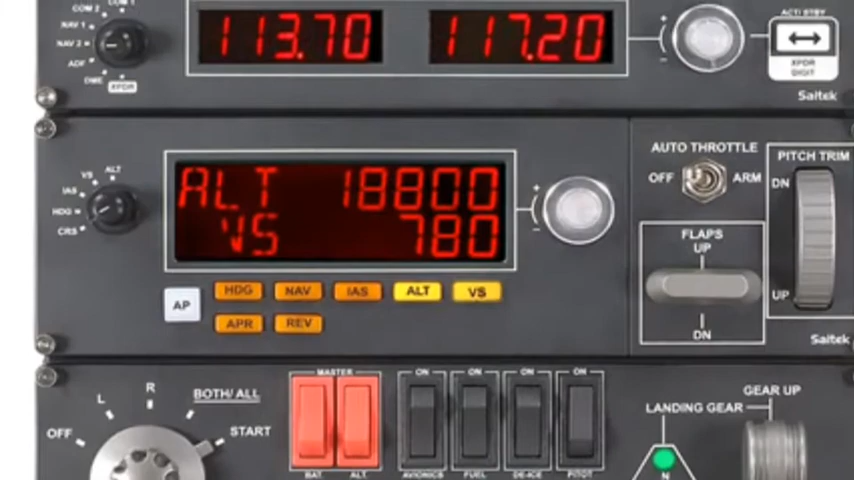 COM 2 COM 1
NAV 1
NAV 2
ADF
DME XPDR
113.70 117.20
ACT/ STBY
XPDR
DIGIT
Saitek
VS ALT
IAS
HDG
CRS
ALT 18800
VS 780
+
−
AP HDG NAV IAS ALT VS
APR REV
AUTO THROTTLE
OFF ARM
FLAPS
UP
DN
PITCH TRIM
DN
UP
Saitek
L R BOTH/ ALL
OFF START
MASTER ON ON ON ON
BAT. ALT. AVIONICS FUEL DE-ICE PITOT
GEAR UP
LANDING GEAR
N